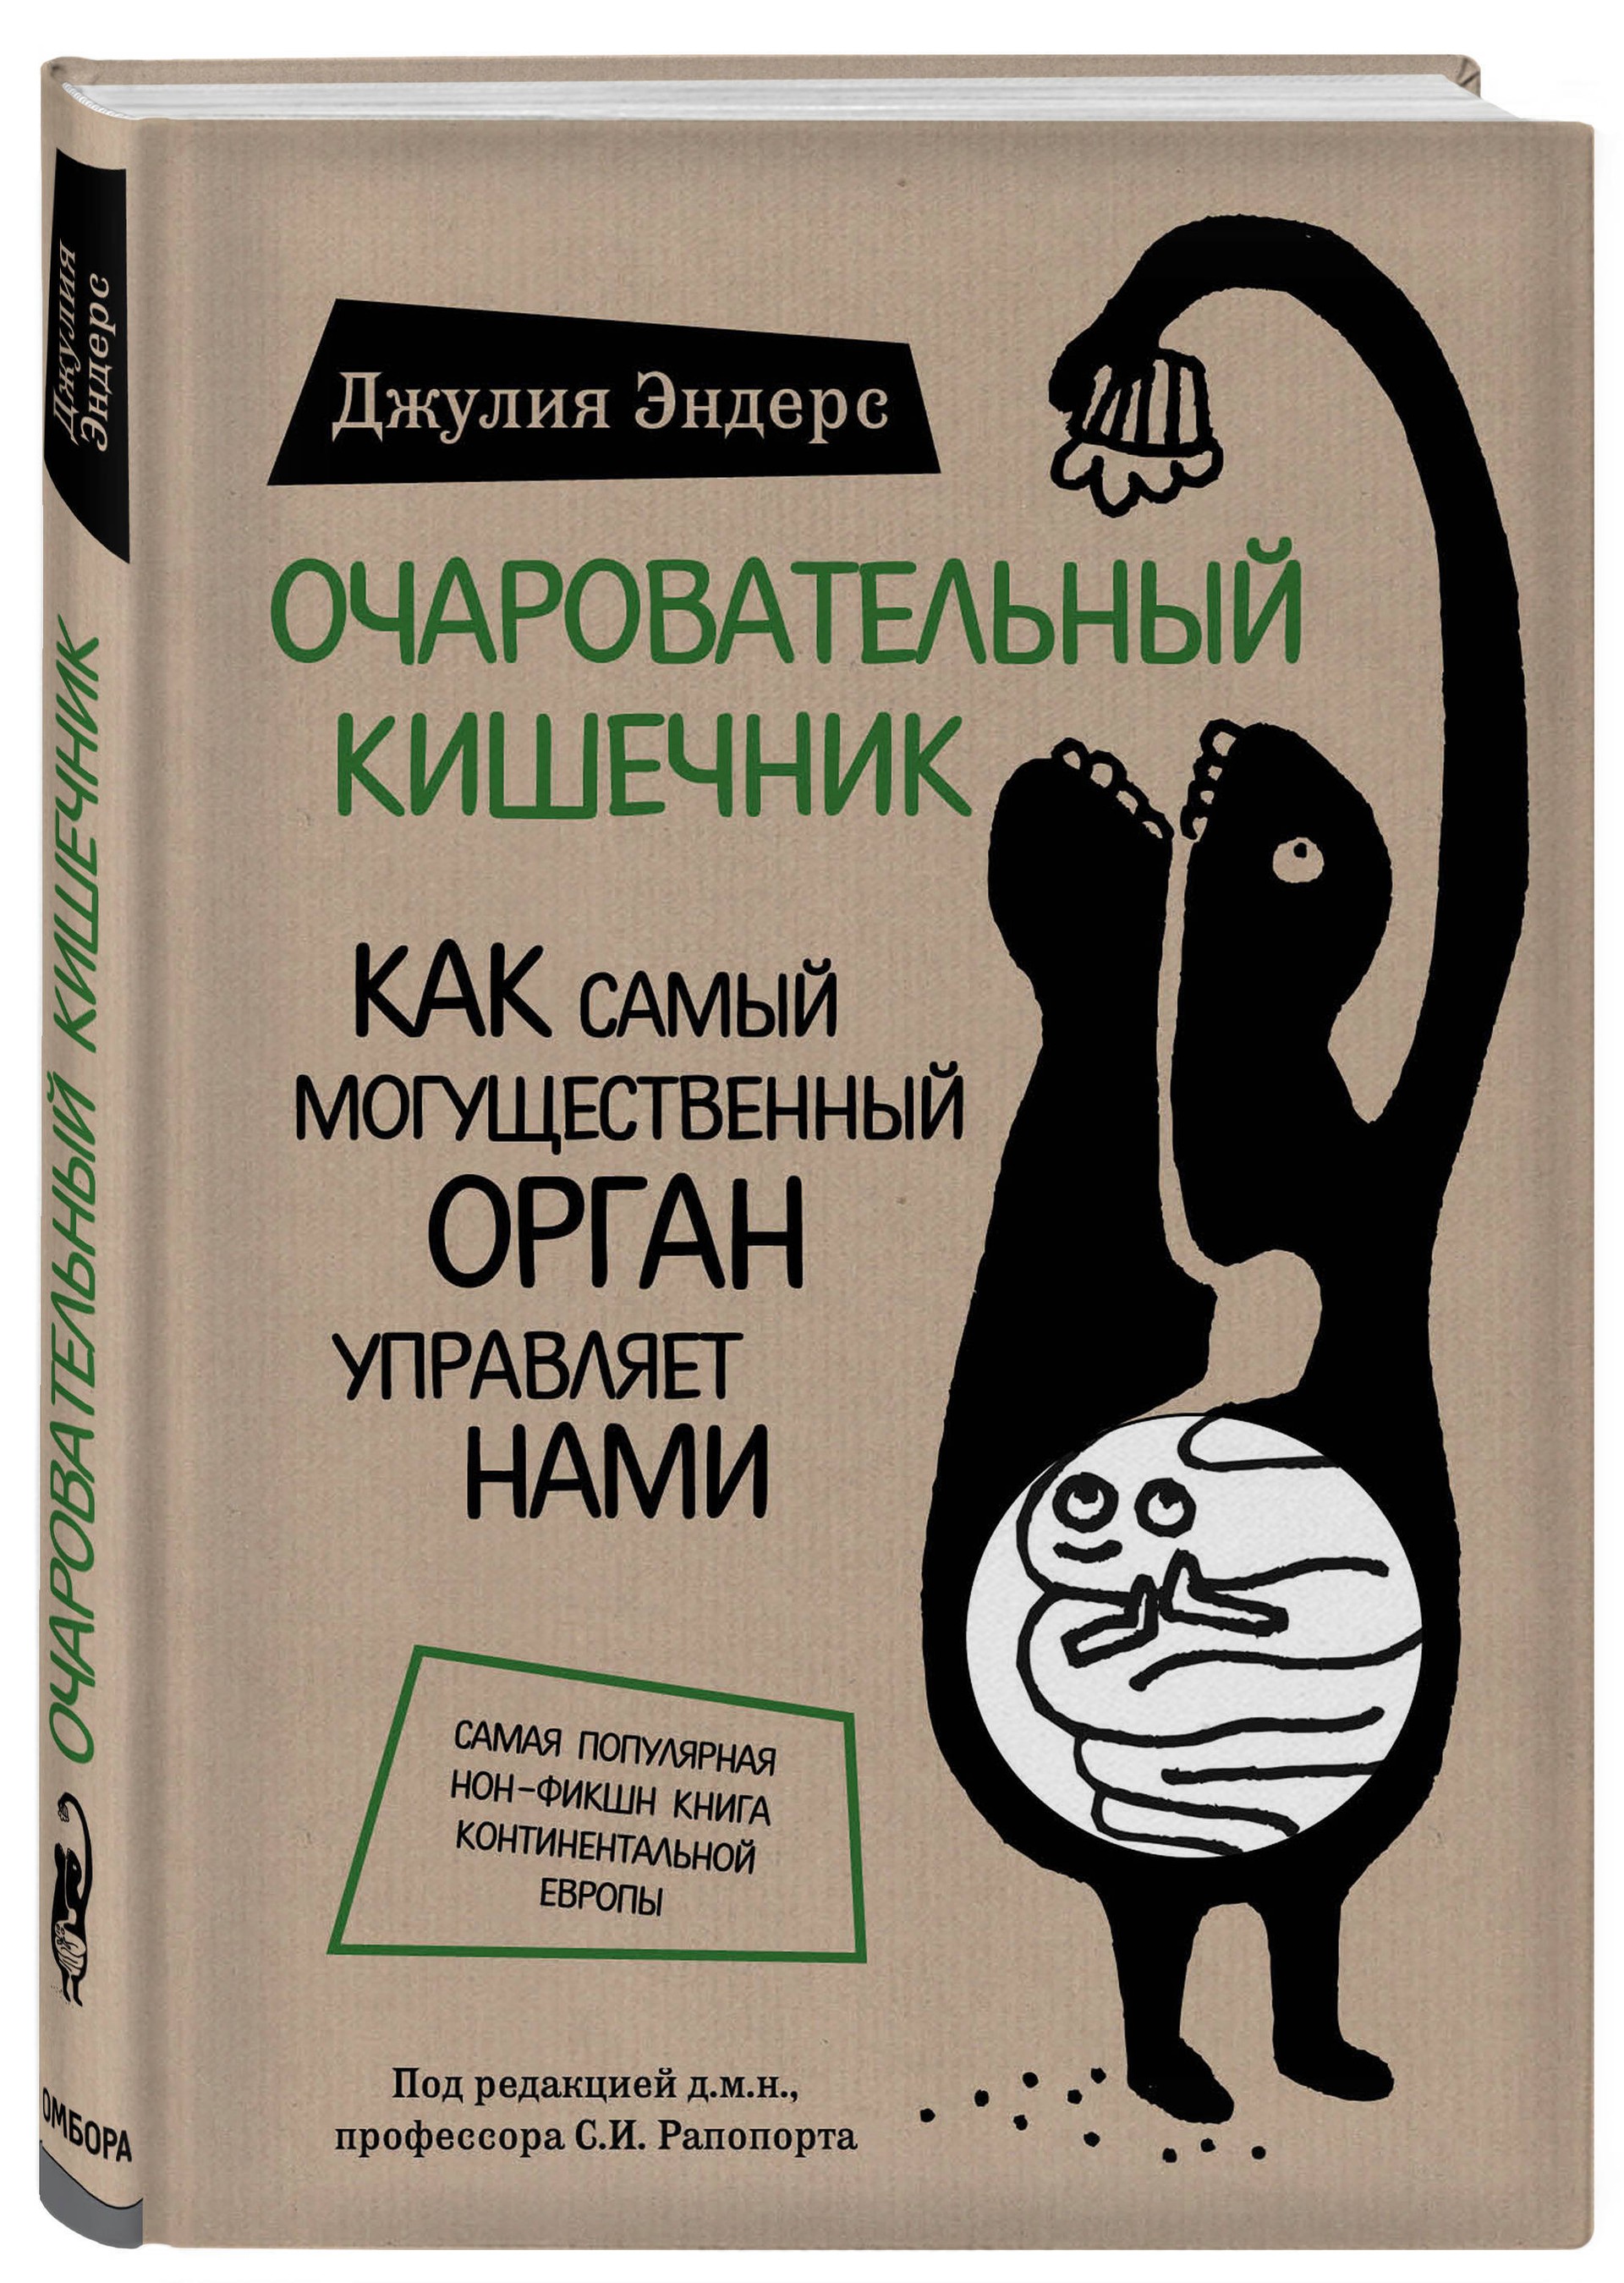 Джулия Эндерс
ОЧАРОВАТЕЛЬНЫЙ
КИШЕЧНИК
КАК САМЫЙ
МОГУЩЕСТВЕННЫЙ
ОРГАН
УПРАВЛЯЕТ
НАМИ
САМАЯ ПОПУЛЯРНАЯ
НОН-ФИКШН КНИГА
КОНТИНЕНТАЛЬНОЙ
ЕВРОПЫ
Под редакцией д.м.н.,
профессора С.И. Рапопорта
Джулия
Эндерс
ОЧАРОВАТЕЛЬНЫЙ КИШЕЧНИК
ОМБОРА